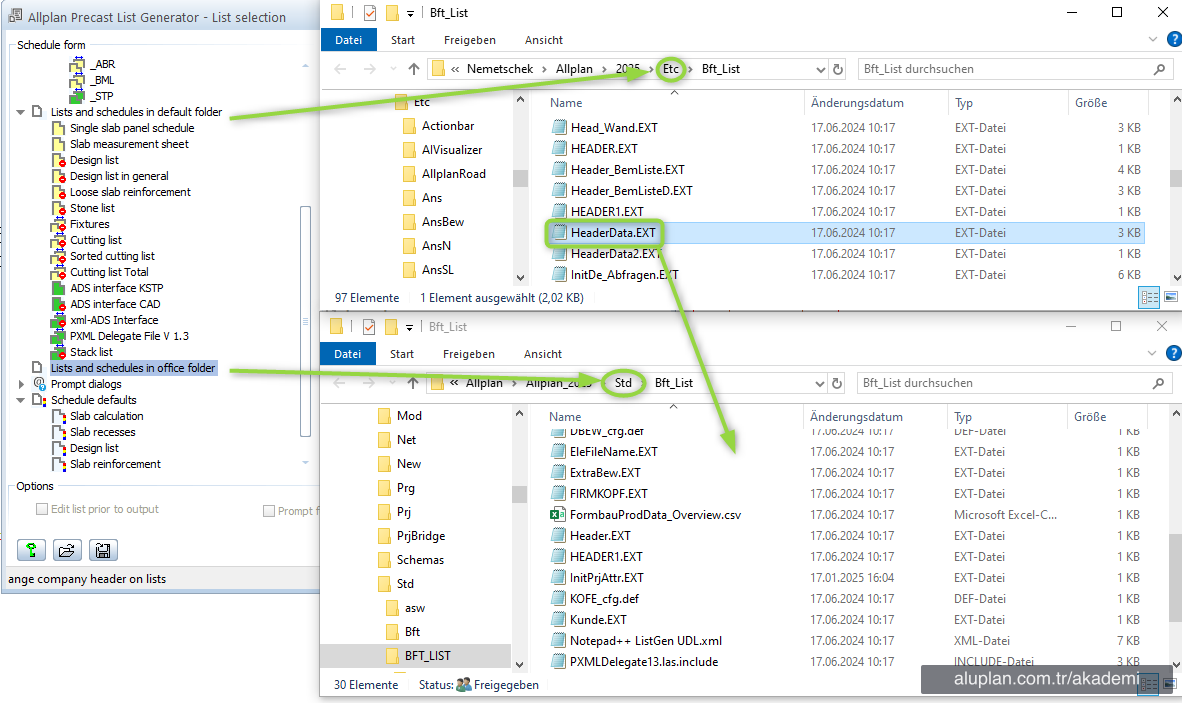 Allplan Precast List Generator - List selection
Schedule form
_ABR
_BML
_STP
Lists and schedules in default folder
Single slab panel schedule
Slab measurement sheet
Design list
Design list in general
Loose slab reinforcement
Stone list
Fixtures
Cutting list
Sorted cutting list
Cutting list Total
ADS interface KSTP
ADS interface CAD
xml-ADS Interface
PXML Delegate File V 1.3
Stack list
Lists and schedules in office folder
Prompt dialogs
Schedule defaults
Slab calculation
Slab recesses
Design list
Slab reinforcement
Options
Edit list prior to output
Prompt f
ange company header on lists
Bft_List
Datei Start Freigeben Ansicht
« Nemetschek › Allplan › 2025 › Etc › Bft_List
Bft_List durchsuchen
Etc
Actionbar
AIVisualizer
AllplanRoad
Ans
AnsBew
AnsN
AnsSL
Name Änderungsdatum Typ Größe
Head_Wand.EXT 17.06.2024 10:17 EXT-Datei 3 KB
HEADER.EXT 17.06.2024 10:17 EXT-Datei 1 KB
Header_BemListe.EXT 17.06.2024 10:17 EXT-Datei 4 KB
Header_BemListeD.EXT 17.06.2024 10:17 EXT-Datei 3 KB
HEADER1.EXT 17.06.2024 10:17 EXT-Datei 1 KB
HeaderData.EXT 17.06.2024 10:17 EXT-Datei 3 KB
HeaderData2.EXT 17.06.2024 10:17 EXT-Datei 1 KB
InitDe_Abfragen.EXT 17.06.2024 10:17 EXT-Datei 6 KB
97 Elemente 1 Element ausgewählt (2,02 KB)
Bft_List
Datei Start Freigeben Ansicht
« Allplan › Allplan_2025 › Std › Bft_List
Bft_List durchsuchen
Mod
Net
New
Prg
Prj
PrjBridge
Schemas
Std
asw
Bft
BFT_LIST
Name Änderungsdatum Typ Größe
DBEW_cfg.def 17.06.2024 10:17 DEF-Datei 1 KB
EleFileName.EXT 17.06.2024 10:17 EXT-Datei 1 KB
ExtraBew.EXT 17.06.2024 10:17 EXT-Datei 1 KB
FIRMKOPF.EXT 17.06.2024 10:17 EXT-Datei 1 KB
FormbauProdData_Overview.csv 17.06.2024 10:17 Microsoft Excel-C... 1 KB
Header.EXT 17.06.2024 10:17 EXT-Datei 1 KB
HEADER1.EXT 17.06.2024 10:17 EXT-Datei 1 KB
InitPrjAttr.EXT 17.01.2025 16:04 EXT-Datei 1 KB
KOFE_cfg.def 17.06.2024 10:17 DEF-Datei 1 KB
Kunde.EXT 17.06.2024 10:17 EXT-Datei 1 KB
Notepad++ ListGen UDL.xml 17.06.2024 10:17 XML-Datei 7 KB
PXMLDelegate13.las.include 17.06.2024 10:17 INCLUDE-Datei 3 KB
30 Elemente Status: Freigegeben
aluplan.com.tr/akademi